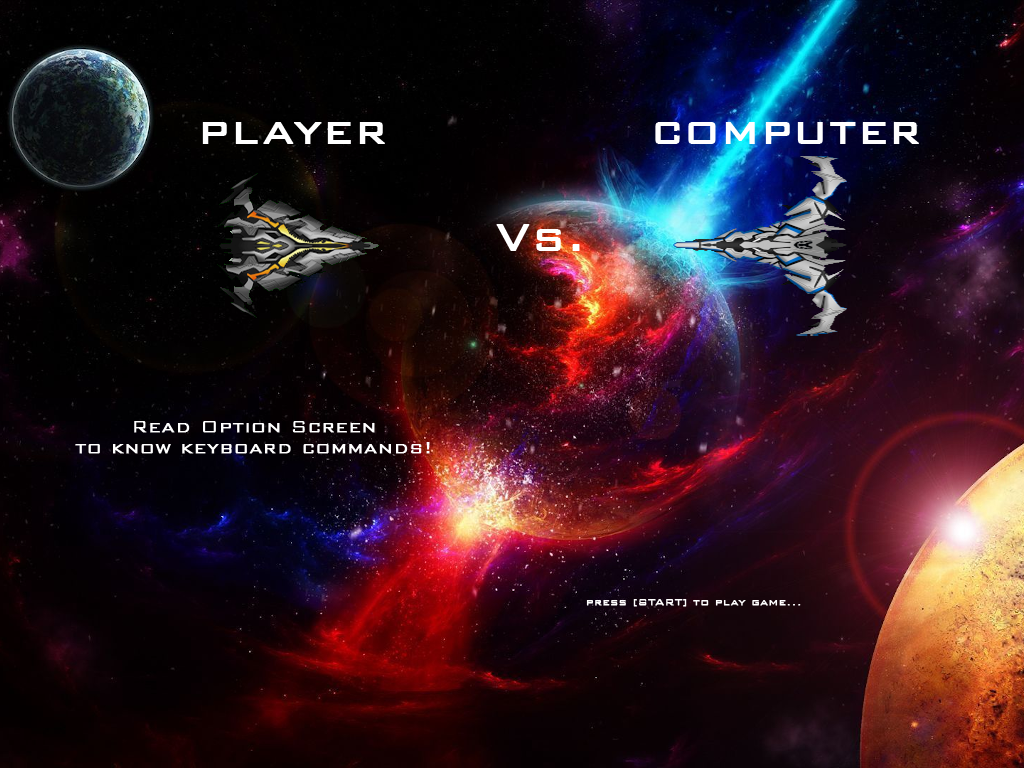 PLAYER
COMPUTER
Vs.
Read Option Screen
to know keyboard commands!
press [START] to play game...